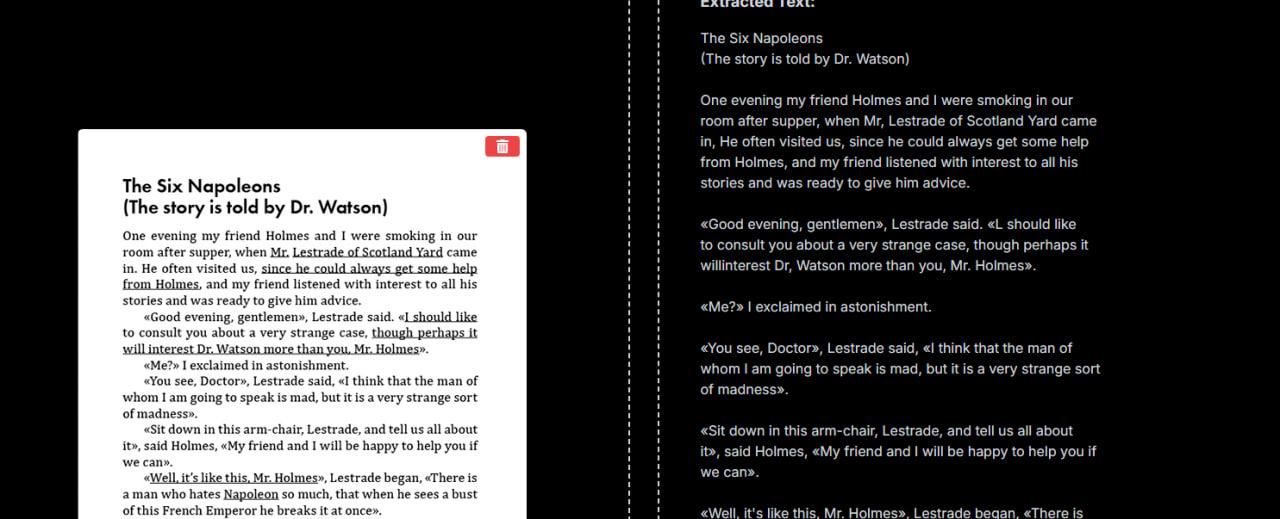 The Six Napoleons
(The story is told by Dr. Watson)
One evening my friend Holmes and I were smoking in our
room after supper, when Mr. Lestrade of Scotland Yard came
in. He often visited us, since he could always get some help
from Holmes, and my friend listened with interest to all his
stories and was ready to give him advice.
«Good evening, gentlemen», Lestrade said. «I should like
to consult you about a very strange case, though perhaps it
will interest Dr. Watson more than you, Mr. Holmes».
«Me?» I exclaimed in astonishment.
«You see, Doctor», Lestrade said, «I think that the man of
whom I am going to speak is mad, but it is a very strange sort
of madness».
«Sit down in this arm-chair, Lestrade, and tell us all about
it», said Holmes, «My friend and I will be happy to help you if
we can».
«Well, it's like this, Mr. Holmes», Lestrade began, «There is
a man who hates Napoleon so much, that when he sees a bust
of this French Emperor he breaks it at once».
Extracted Text:
The Six Napoleons
(The story is told by Dr. Watson)
One evening my friend Holmes and I were smoking in our
room after supper, when Mr, Lestrade of Scotland Yard came
in, He often visited us, since he could always get some help
from Holmes, and my friend listened with interest to all his
stories and was ready to give him advice.
«Good evening, gentlemen», Lestrade said. «L should like
to consult you about a very strange case, though perhaps it
willinterest Dr, Watson more than you, Mr. Holmes».
«Me?» I exclaimed in astonishment.
«You see, Doctor», Lestrade said, «I think that the man of
whom I am going to speak is mad, but it is a very strange sort
of madness».
«Sit down in this arm-chair, Lestrade, and tell us all about
it», said Holmes, «My friend and I will be happy to help you if
we can».
«Well, it's like this, Mr. Holmes», Lestrade began, «There is